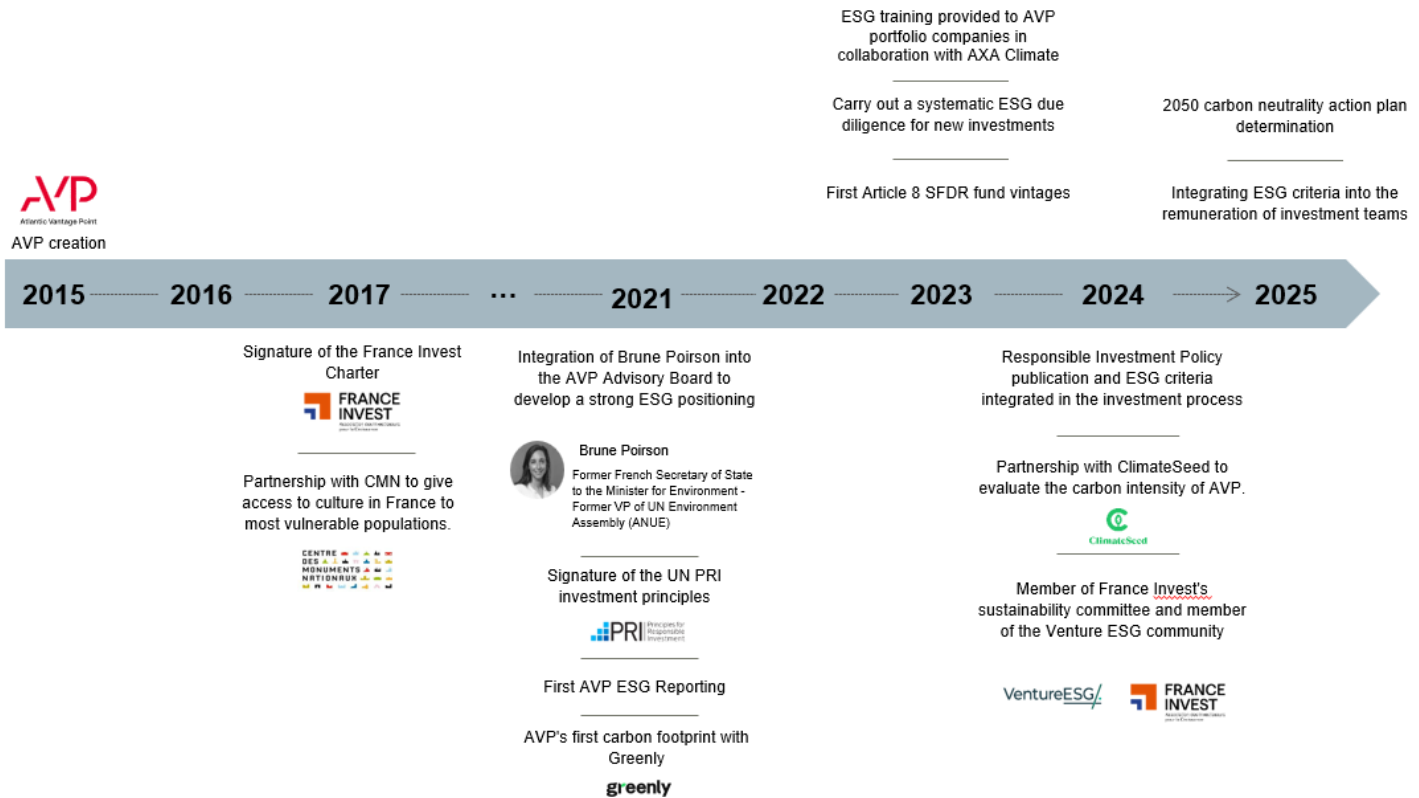 ESG training provided to AVP
portfolio companies in
collaboration with AXA Climate
Carry out a systematic ESG due
diligence for new investments
First Article 8 SFDR fund vintages
2050 carbon neutrality action plan
determination
Integrating ESG criteria into the
remuneration of investment teams
AVP
Atlantic Vantage Point
AVP creation
2015
2016
2017
...
2021
2022
2023
2024
2025
Signature of the France Invest
Charter
FRANCE
INVEST
Partnership with CMN to give
access to culture in France to
most vulnerable populations.
CENTRE
DES
MONUMENTS
NATIONAUX
Integration of Brune Poirson into
the AVP Advisory Board to
develop a strong ESG positioning
Brune Poirson
Former French Secretary of State
to the Minister for Environment -
Former VP of UN Environment
Assembly (ANUE)
Signature of the UN PRI
investment principles
PRI
Principles for
Responsible
Investment
First AVP ESG Reporting
AVP's first carbon footprint with
Greenly
greenly
Responsible Investment Policy
publication and ESG criteria
integrated in the investment process
Partnership with ClimateSeed to
evaluate the carbon intensity of AVP.
ClimateSeed
Member of France Invest's
sustainability committee and member
of the Venture ESG community
VentureESG/.
FRANCE
INVEST